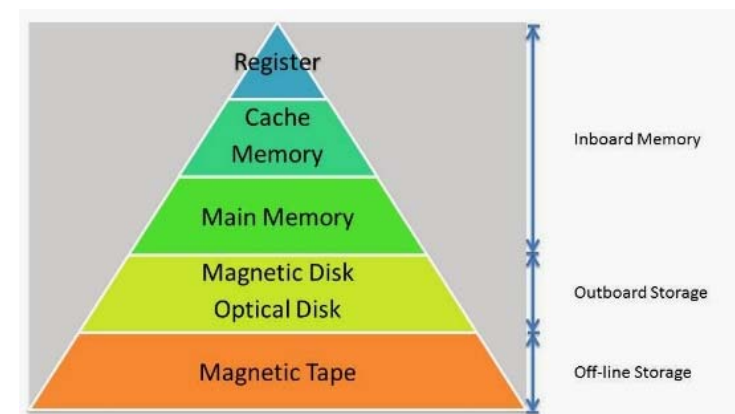 Register
Cache
Memory
Inboard Memory
Main Memory
Magnetic Disk
Optical Disk
Outboard Storage
Magnetic Tape
Off-line Storage